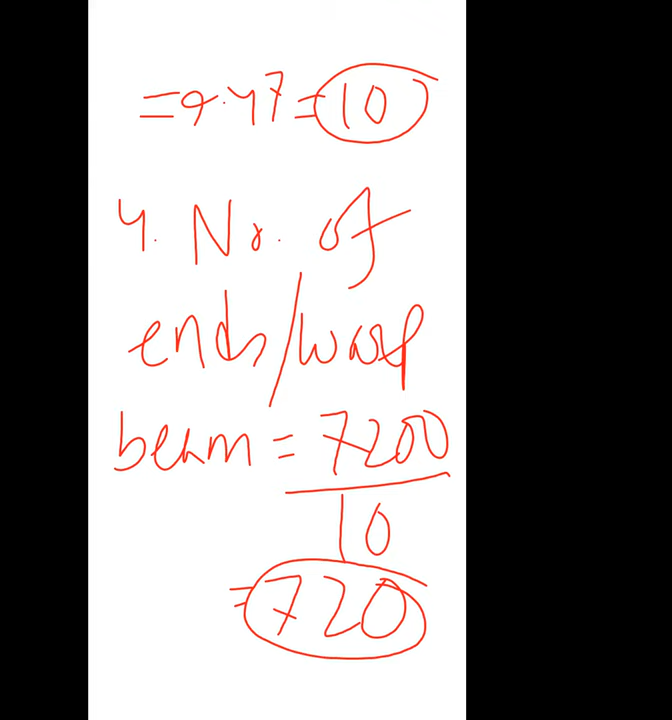 =9.47=10
4. No. of
ends/warp
beam = 7200
10
=720